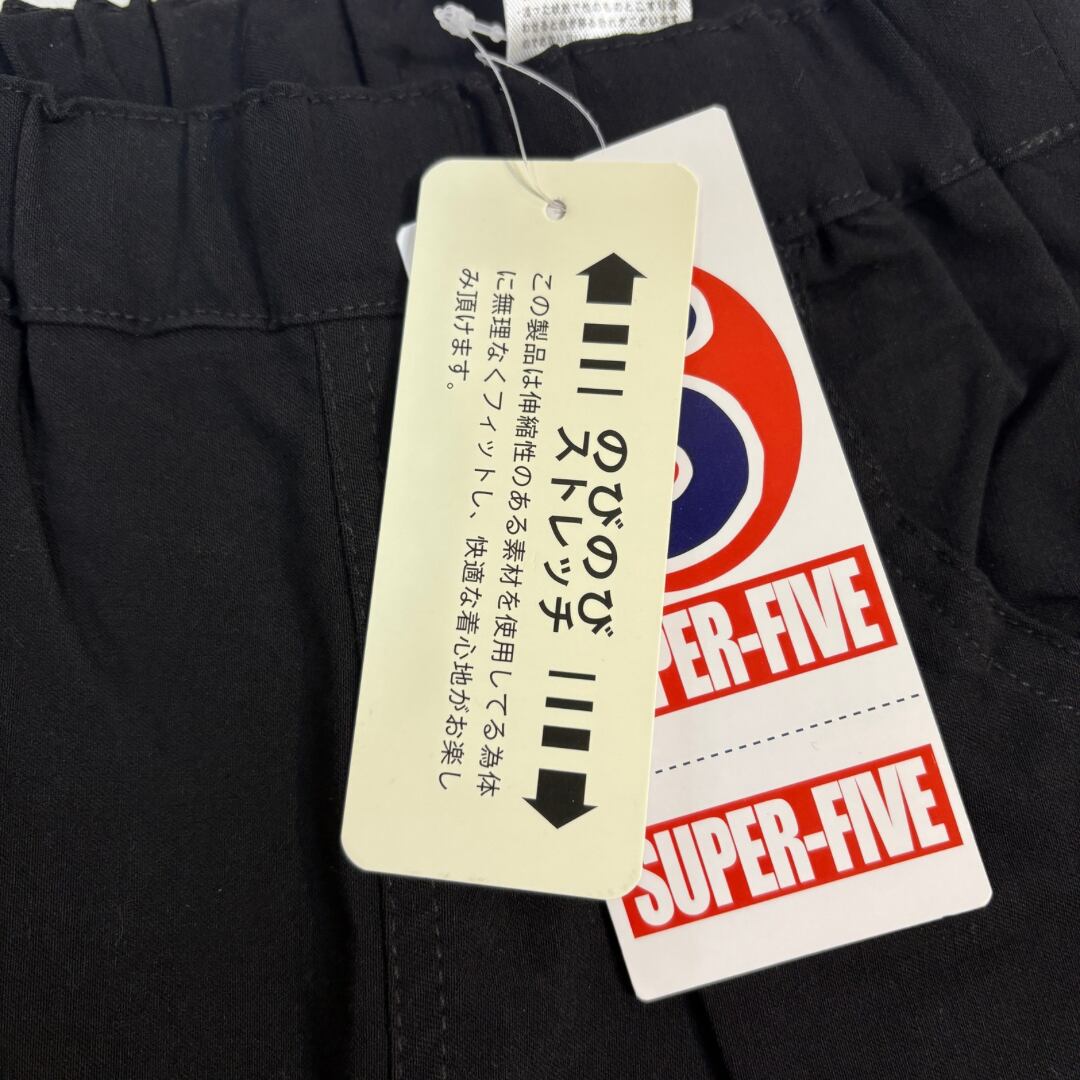 のびのび
ストレッチ
この製品は伸縮性のある素材を使用してる為体
に無理なくフィットし、快適な着心地がお楽し
み頂けます。
PER-FIVE
SUPER-FIVE